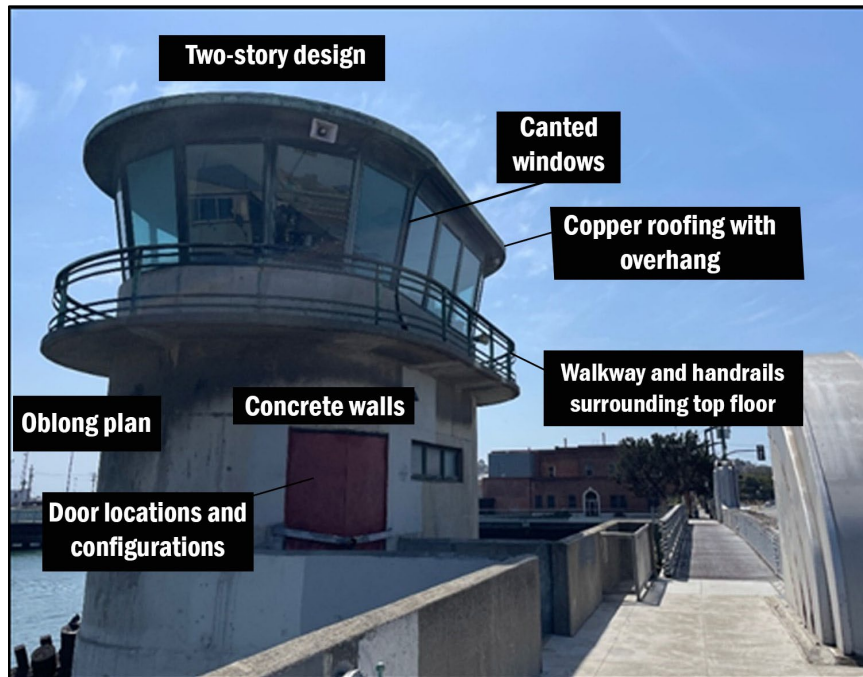 Two-story design
Canted
windows
Copper roofing with
overhang
Walkway and handrails
surrounding top floor
Concrete walls
Oblong plan
Door locations and
configurations